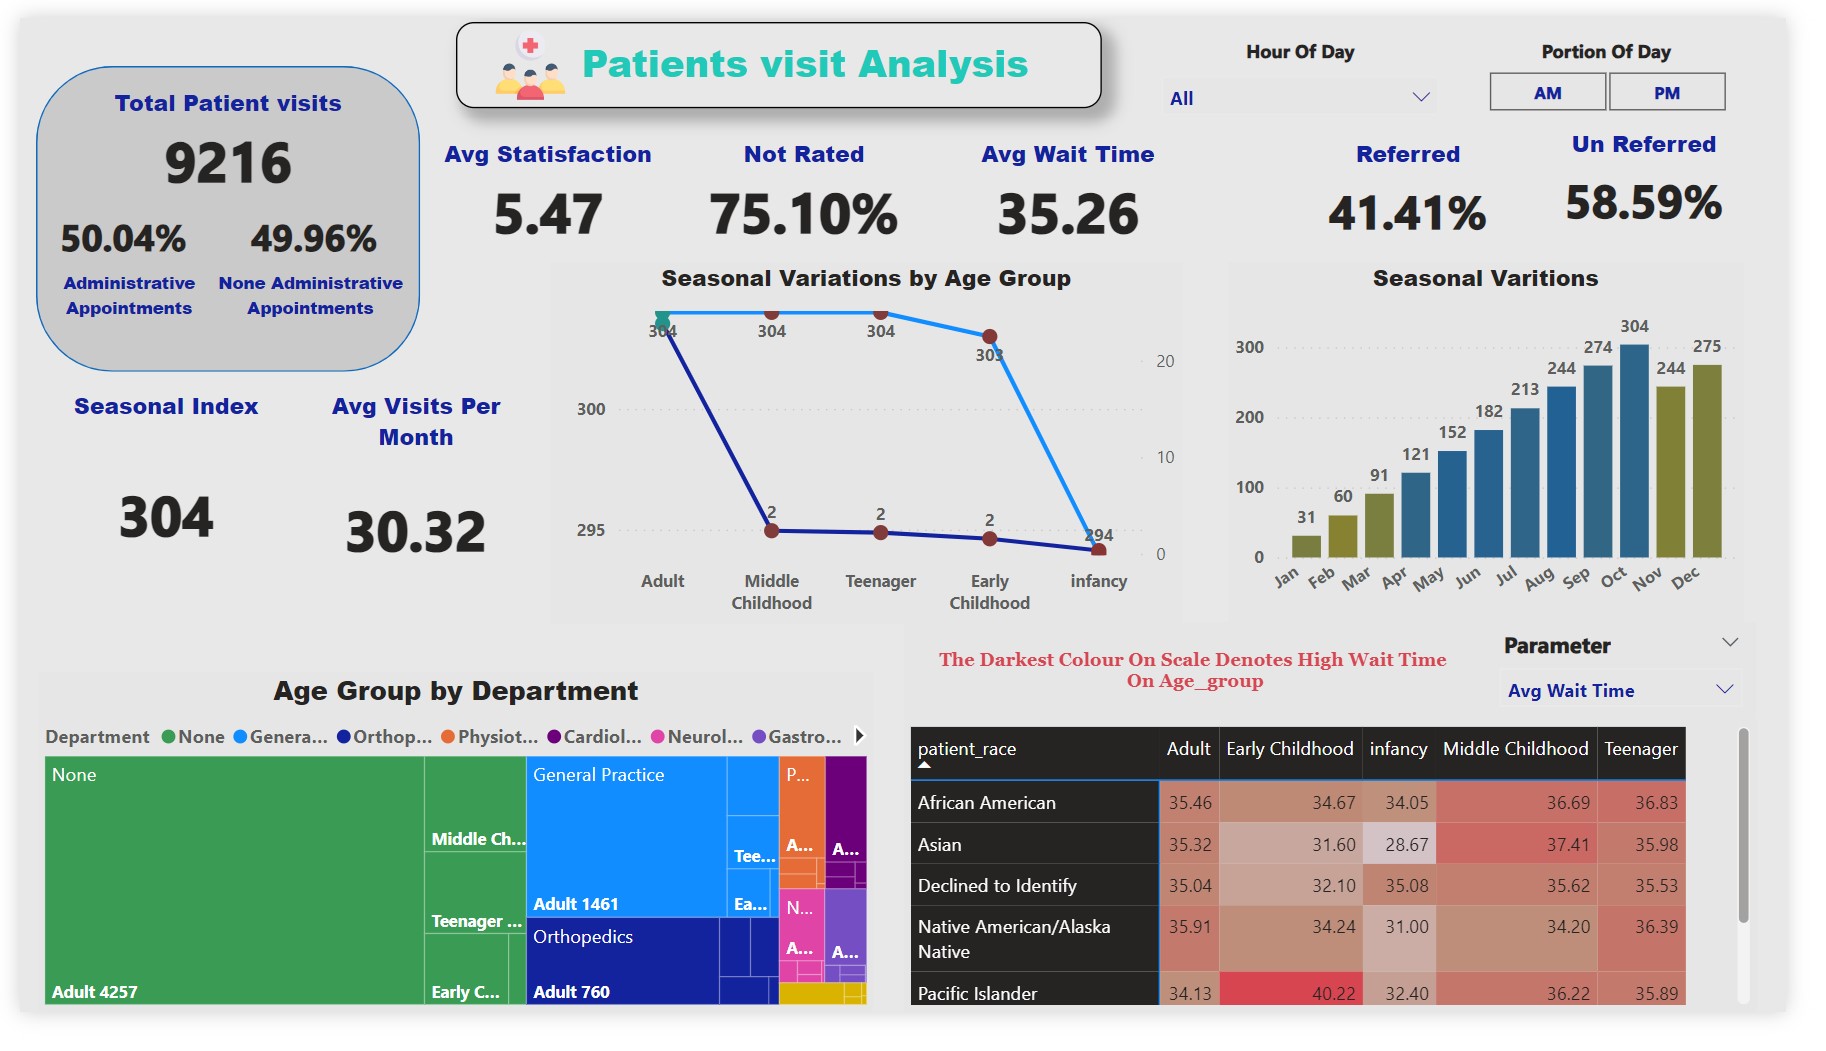 Patients visit Analysis
Hour Of Day
All
Portion Of Day
AM
PM
Total Patient visits
9216
50.04%
49.96%
Administrative
Appointments
None Administrative
Appointments
Avg Statisfaction
5.47
Not Rated
75.10%
Avg Wait Time
35.26
Referred
41.41%
Un Referred
58.59%
Seasonal Index
304
Avg Visits Per
Month
30.32
Seasonal Variations by Age Group
304
304
304
303
294
2
2
2
300
295
20
10
0
Adult
Middle
Childhood
Teenager
Early
Childhood
infancy
Seasonal Varitions
300
200
100
0
31
60
91
121
152
182
213
244
274
304
244
275
Jan
Feb
Mar
Apr
May
Jun
Jul
Aug
Sep
Oct
Nov
Dec
Age Group by Department
Department None Genera... Orthop... Physiot... Cardiol... Neurol... Gastro...
None
Adult 4257
Middle Ch...
Teenager ...
Early C...
General Practice
Adult 1461
Tee...
Ea...
Orthopedics
Adult 760
P...
A...
A...
N...
A...
A...
The Darkest Colour On Scale Denotes High Wait Time
On Age_group
Parameter
Avg Wait Time
patient_race Adult Early Childhood infancy Middle Childhood Teenager
African American 35.46 34.67 34.05 36.69 36.83
Asian 35.32 31.60 28.67 37.41 35.98
Declined to Identify 35.04 32.10 35.08 35.62 35.53
Native American/Alaska
Native 35.91 34.24 31.00 34.20 36.39
Pacific Islander 34.13 40.22 32.40 36.22 35.89